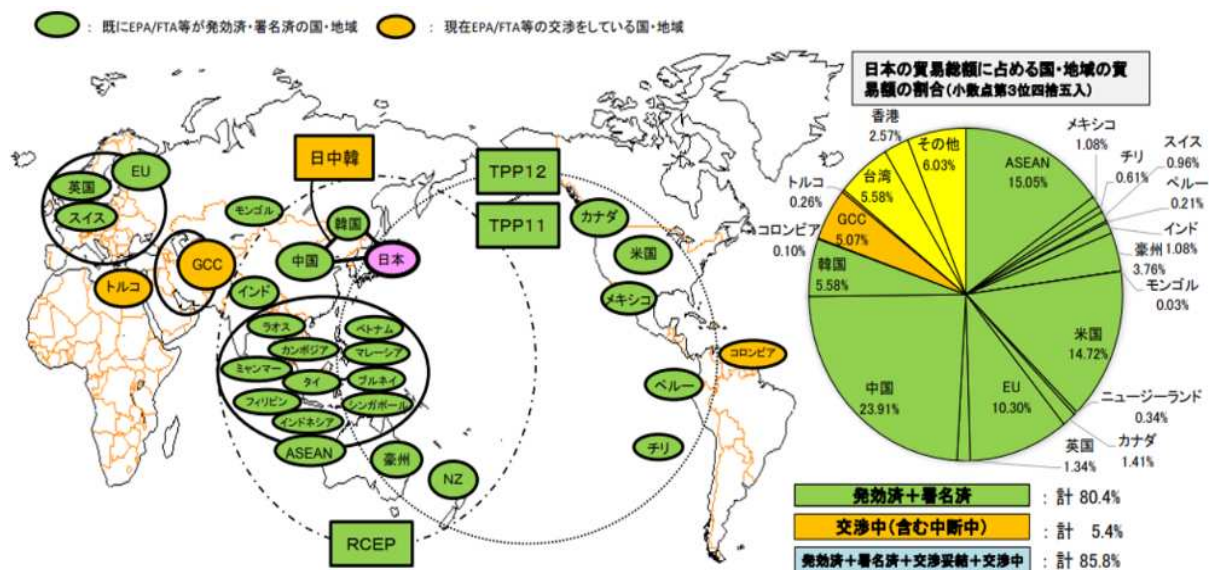 ： 既にEPA/FTA等が発効済・署名済の国・地域
： 現在EPA/FTA等の交渉をしている国・地域
日本の貿易総額に占める国・地域の貿
易額の割合（小数点第３位四捨五入）
日中韓
TPP12
TPP11
EU
英国
スイス
モンゴル
韓国
カナダ
中国
日本
米国
GCC
トルコ
インド
メキシコ
ラオス
ベトナム
カンボジア
マレーシア
コロンビア
ミャンマー
タイ
ブルネイ
ペルー
フィリピン
シンガポール
インドネシア
ASEAN
豪州
チリ
NZ
RCEP
香港
2.57%
その他
6.03%
ASEAN
15.05%
メキシコ
1.08%
チリ
0.61%
スイス
0.96%
ペルー
0.21%
インド
1.08%
豪州
3.76%
モンゴル
0.03%
米国
14.72%
ニュージーランド
0.34%
カナダ
1.41%
英国
1.34%
EU
10.30%
中国
23.91%
韓国
5.58%
コロンビア
0.10%
GCC
5.07%
トルコ
0.26%
台湾
5.58%
発効済＋署名済 ：計 80.4%
交渉中（含む中断中） ：計 5.4%
発効済＋署名済＋交渉妥結＋交渉中 ：計 85.8%